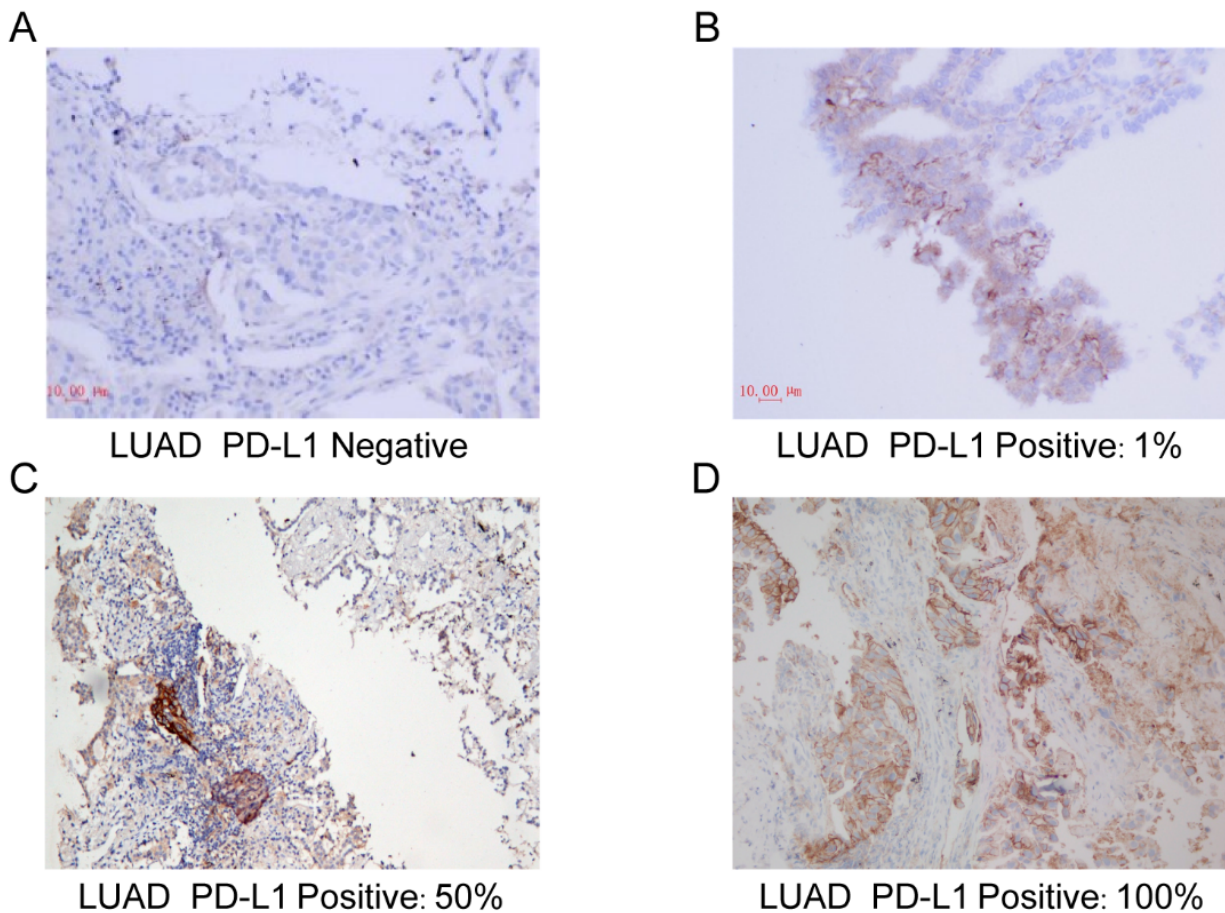 A
B
10.00 μm
10.00 μm
LUAD PD-L1 Negative
LUAD PD-L1 Positive: 1%
C
D
LUAD PD-L1 Positive: 50%
LUAD PD-L1 Positive: 100%